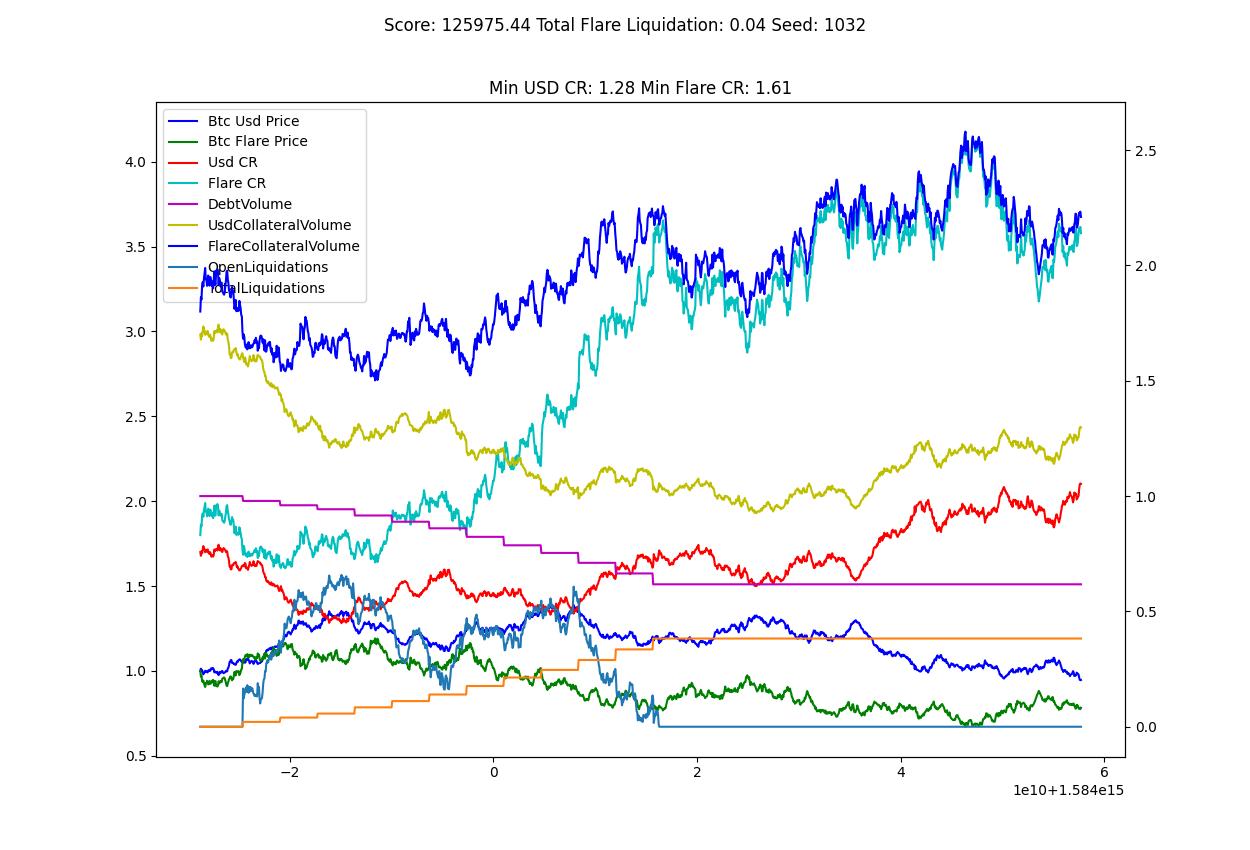 Score: 125975.44 Total Flare Liquidation: 0.04 Seed: 1032
Min USD CR: 1.28 Min Flare CR: 1.61
Btc Usd Price
Btc Flare Price
Usd CR
Flare CR
DebtVolume
UsdCollateralVolume
FlareCollateralVolume
OpenLiquidations
TotalLiquidations
4.0
3.5
3.0
2.5
2.0
1.5
1.0
0.5
2.5
2.0
1.5
1.0
0.5
0.0
−2 0 2 4 6
1e10+1.584e15